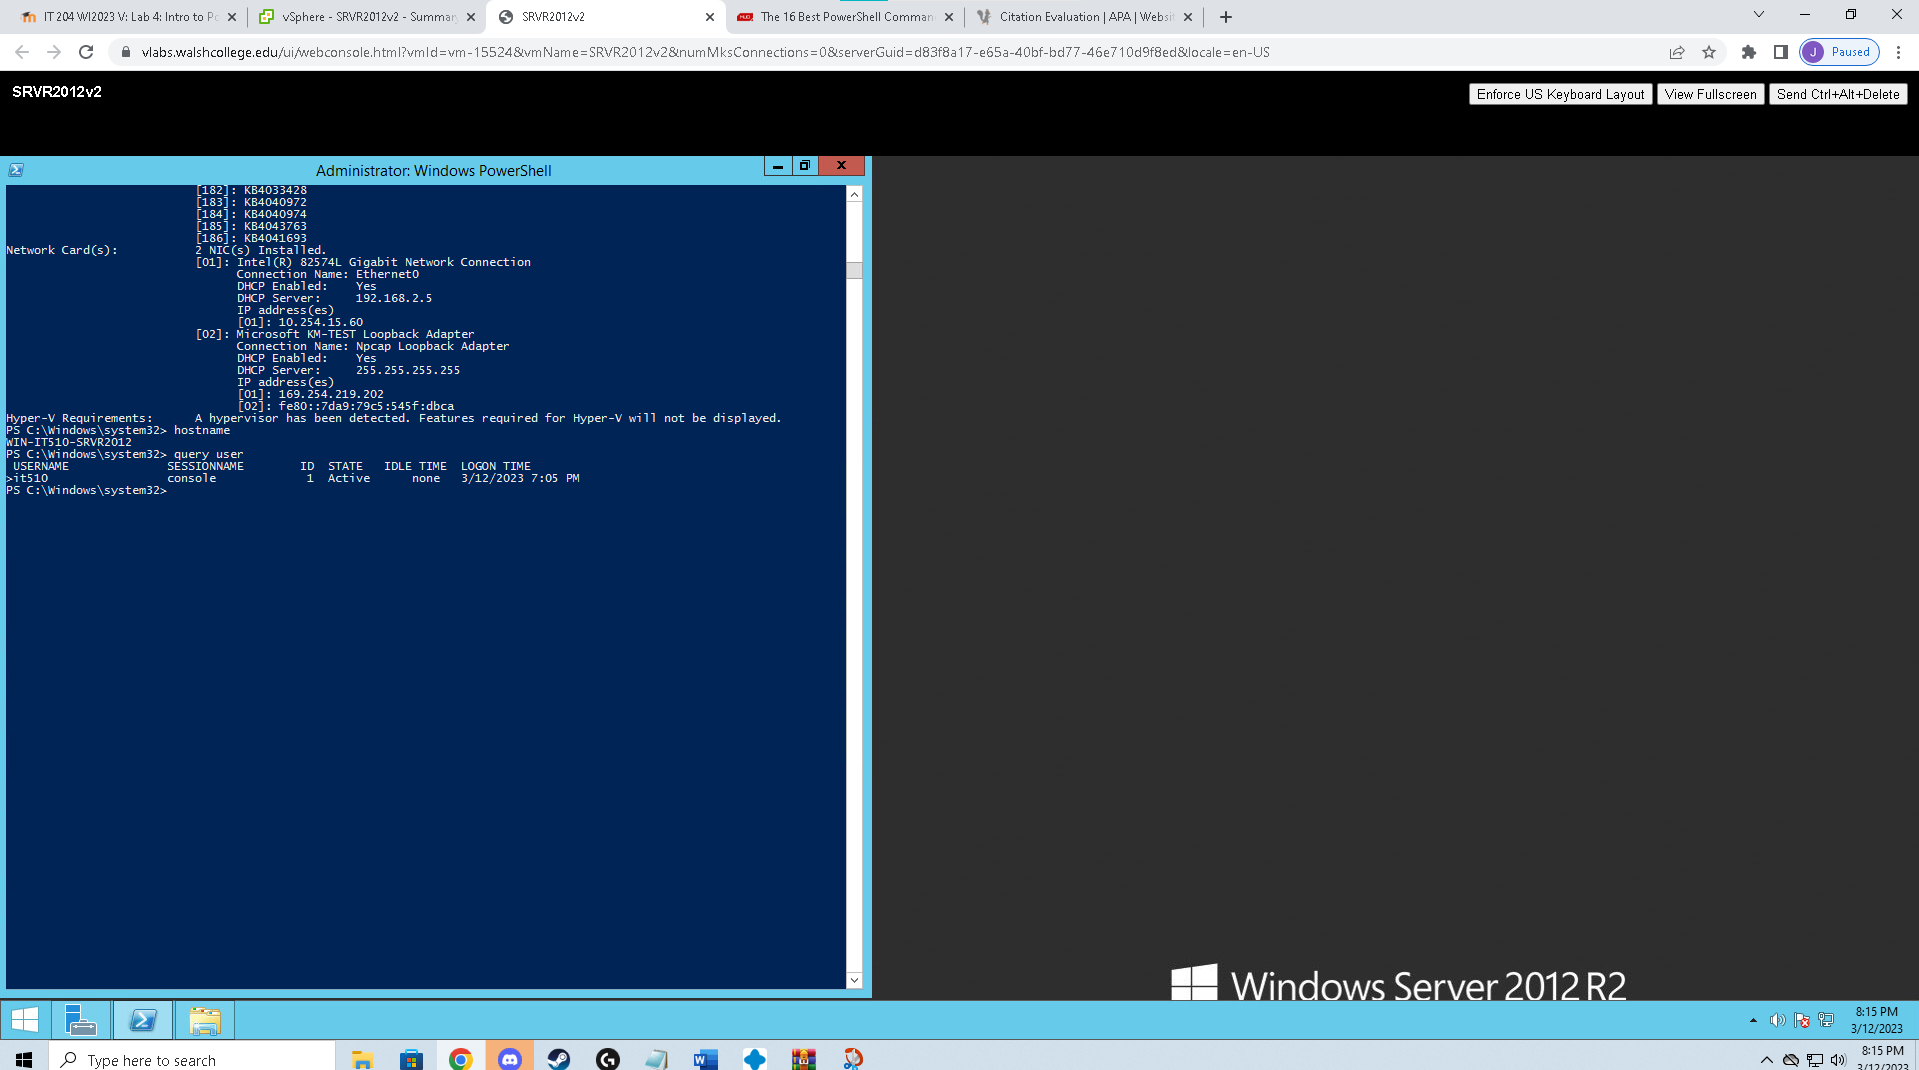 IT 204 WI2023 V: Lab 4: Intro to Po
vSphere - SRVR2012v2 - Summary
SRVR2012v2
The 16 Best PowerShell Comman
Citation Evaluation | APA | Websit
vlabs.walshcollege.edu/ui/webconsole.html?vmId=vm-15524&vmName=SRVR2012v2&numMksConnections=0&serverGuid=d83f8a17-e65a-40bf-bd77-46e710d9f8ed&locale=en-US
J Paused
SRVR2012v2
Enforce US Keyboard Layout View Fullscreen Send Ctrl+Alt+Delete
Administrator: Windows PowerShell
[182]: KB4033428
[183]: KB4040972
[184]: KB4040974
[185]: KB4043763
[186]: KB4041693
Network Card(s): 2 NIC(s) Installed.
[01]: Intel(R) 82574L Gigabit Network Connection
Connection Name: Ethernet0
DHCP Enabled: Yes
DHCP Server: 192.168.2.5
IP address(es)
[01]: 10.254.15.60
[02]: Microsoft KM-TEST Loopback Adapter
Connection Name: Npcap Loopback Adapter
DHCP Enabled: Yes
DHCP Server: 255.255.255.255
IP address(es)
[01]: 169.254.219.202
[02]: fe80::7da9:79c5:545f:dbca
Hyper-V Requirements: A hypervisor has been detected. Features required for Hyper-V will not be displayed.
PS C:\Windows\system32> hostname
WIN-IT510-SRVR2012
PS C:\Windows\system32> query user
USERNAME SESSIONNAME ID STATE IDLE TIME LOGON TIME
>it510 console 1 Active none 3/12/2023 7:05 PM
PS C:\Windows\system32>
Windows Server 2012 R2
8:15 PM
3/12/2023
Type here to search
8:15 PM
3/12/2023